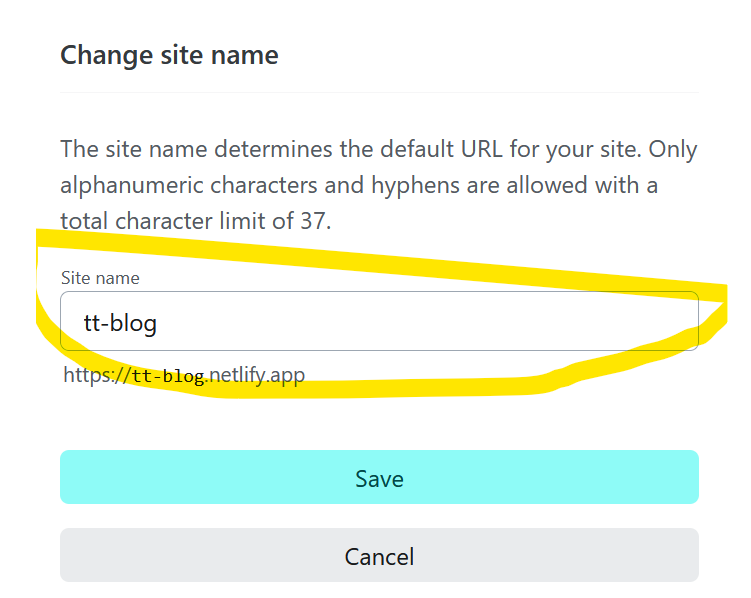 Change site name
The site name determines the default URL for your site. Only
alphanumeric characters and hyphens are allowed with a
total character limit of 37.
Site name
tt-blog
https://tt-blog.netlify.app
Save
Cancel